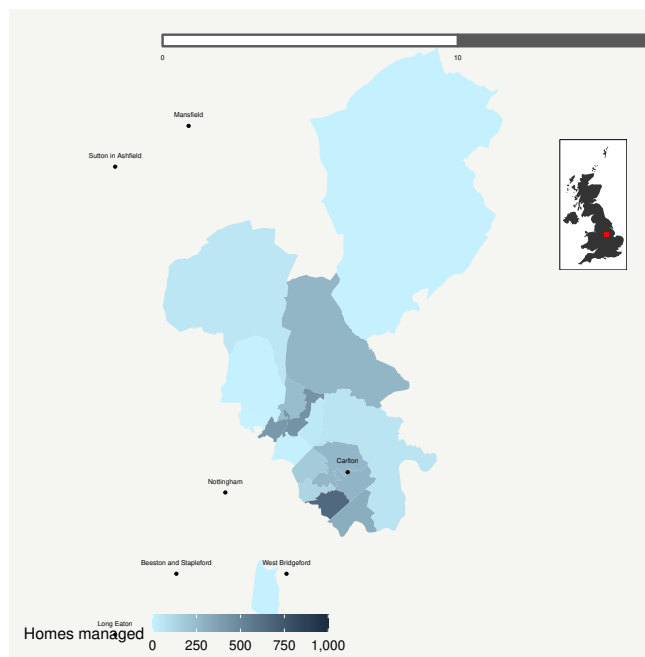 0 10
Mansfield
Sutton in Ashfield
Carlton
Nottingham
Beeston and Stapleford West Bridgeford
Long Eaton
Homes managed
0 250 500 750 1,000